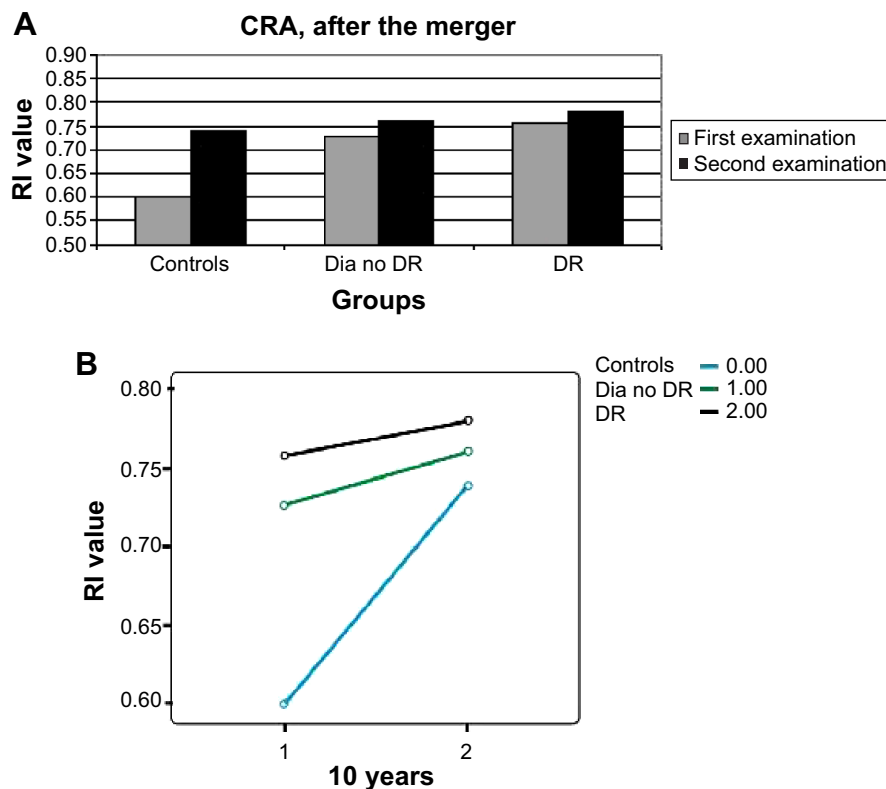 A
CRA, after the merger
0.90
0.85
0.80
0.75
0.70
0.65
0.60
0.55
0.50
RI value
Controls
Dia no DR
DR
Groups
First examination
Second examination
B
0.80
0.75
0.70
0.65
0.60
RI value
1
2
10 years
Controls 0.00
Dia no DR 1.00
DR 2.00